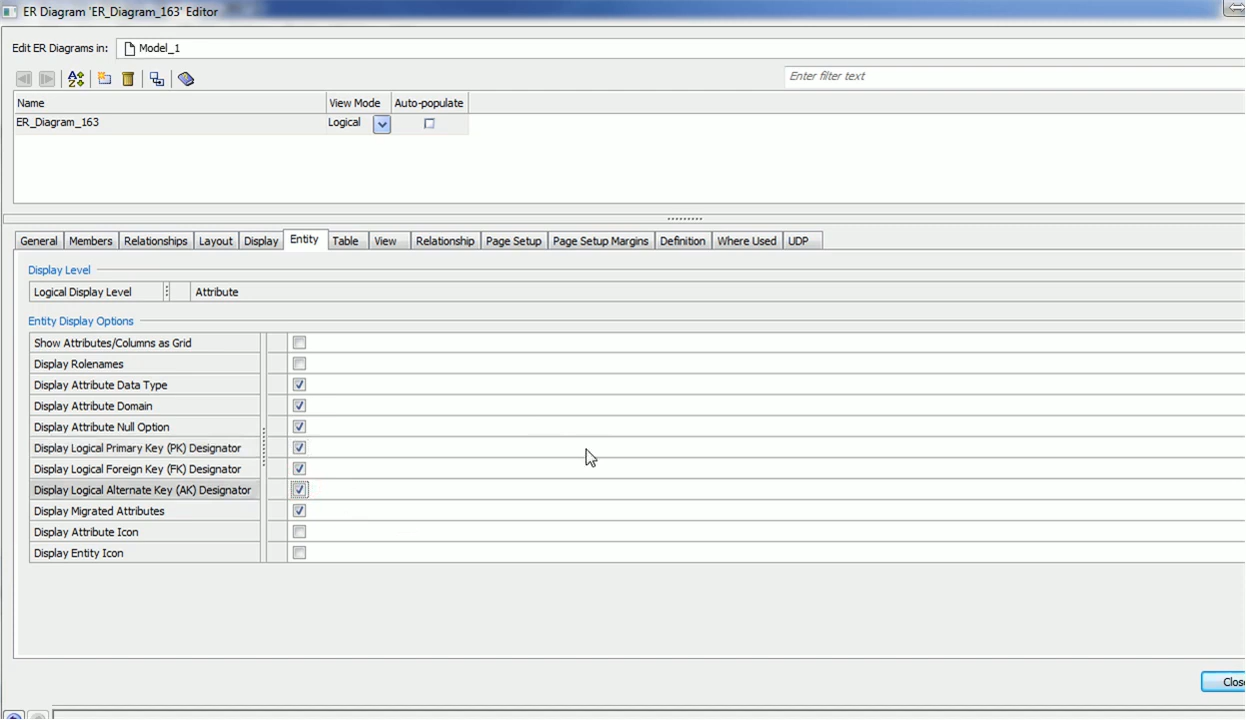 ER Diagram 'ER_Diagram_163' Editor
Edit ER Diagrams in: Model_1
Enter filter text
Name View Mode Auto-populate
ER_Diagram_163 Logical
General Members Relationships Layout Display Entity Table View Relationship Page Setup Page Setup Margins Definition Where Used UDP
Display Level
Logical Display Level Attribute
Entity Display Options
Show Attributes/Columns as Grid
Display Rolenames
Display Attribute Data Type
Display Attribute Domain
Display Attribute Null Option
Display Logical Primary Key (PK) Designator
Display Logical Foreign Key (FK) Designator
Display Logical Alternate Key (AK) Designator
Display Migrated Attributes
Display Attribute Icon
Display Entity Icon
Close